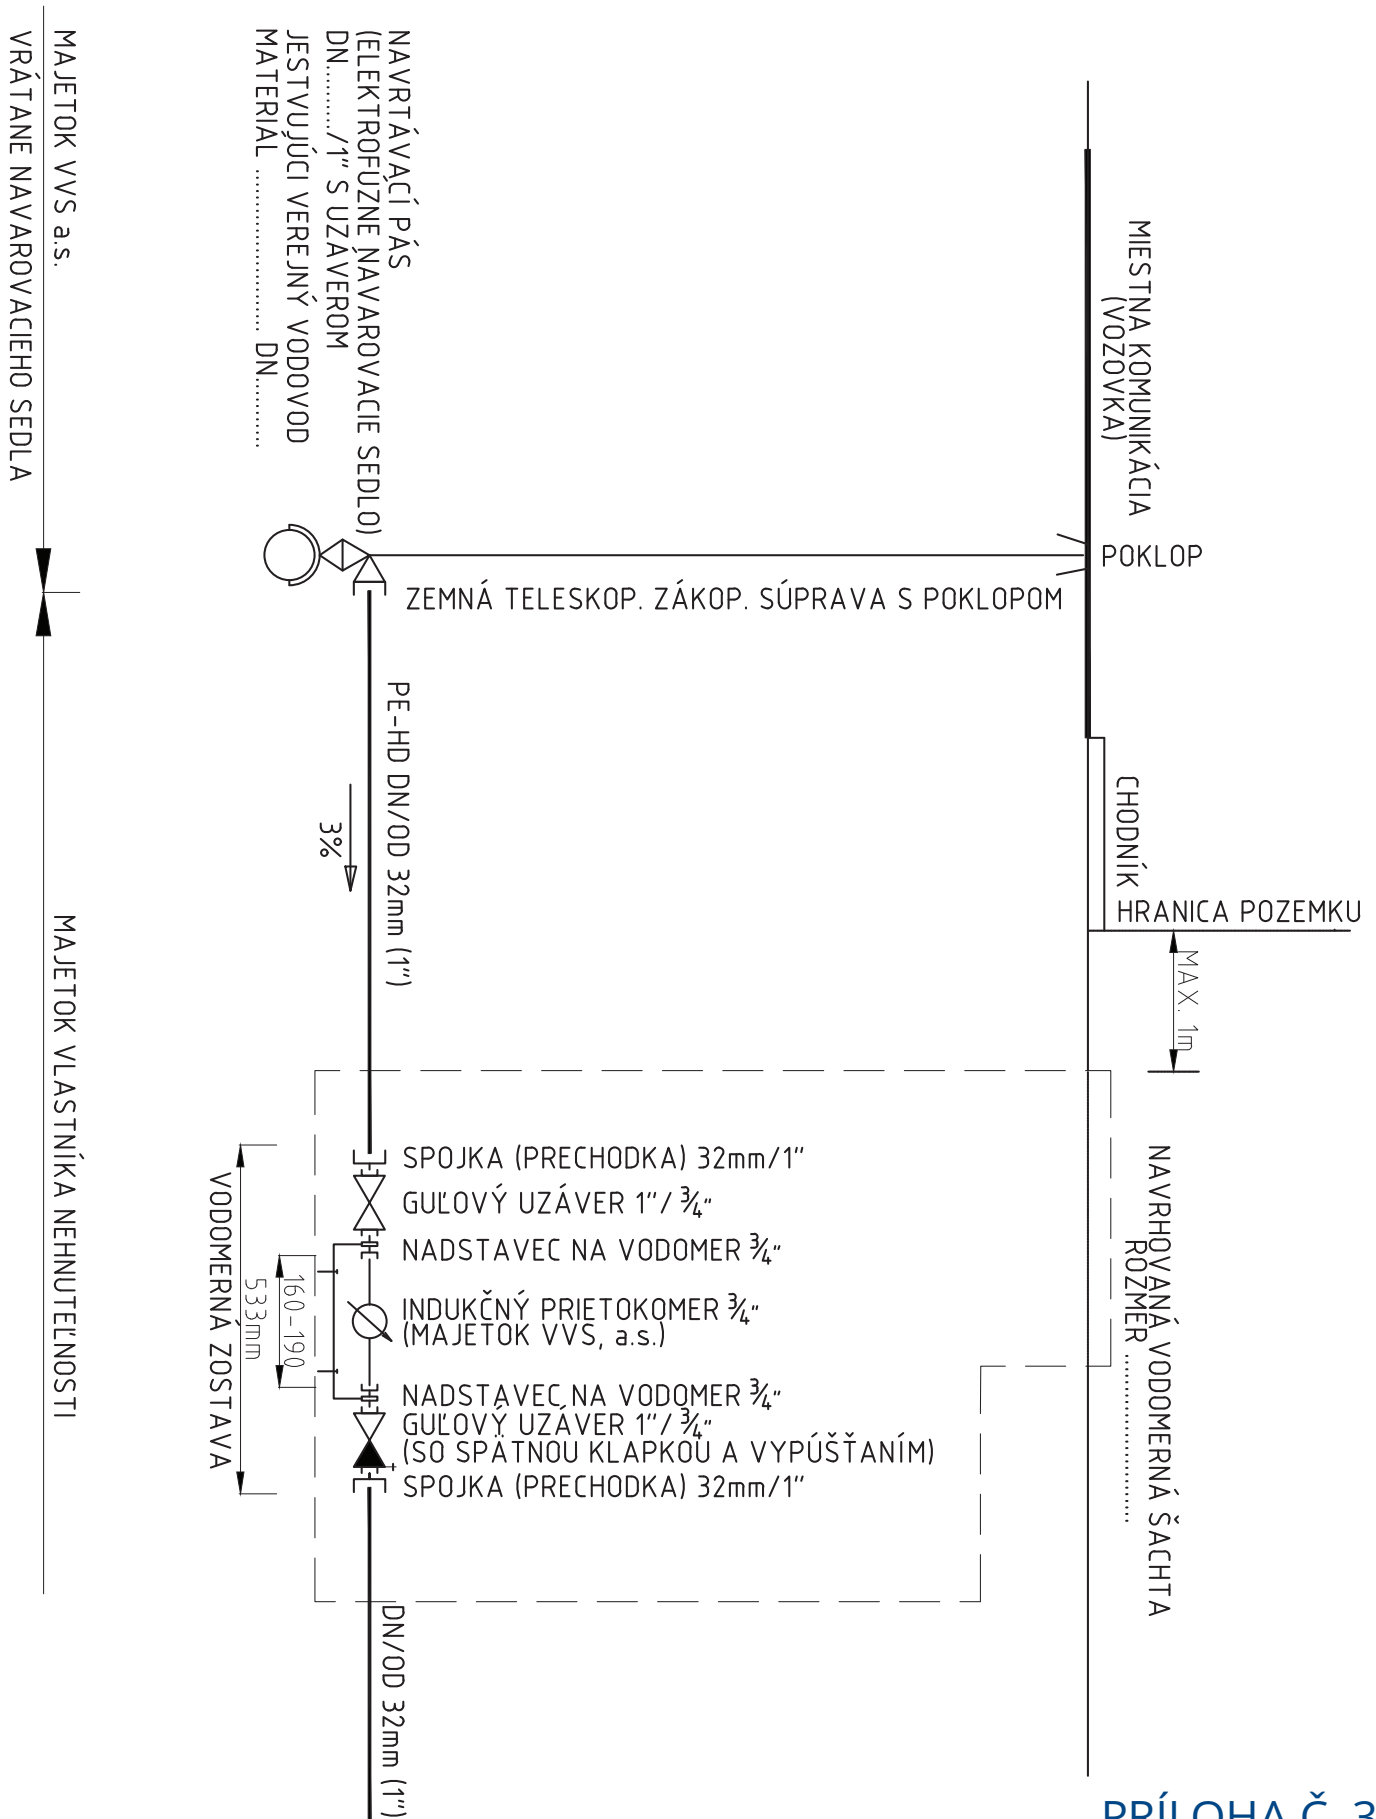 MIESTNA KOMUNIKÁCIA
(VOZOVKA)
POKLOP
CHODNÍK
HRANICA POZEMKU
MAX. 1m
NAVRHOVANÁ VODOMERNÁ ŠACHTA
ROZMER ........................
ZEMNÁ TELESKOP. ZÁKOP. SÚPRAVA S POKLOPOM
NAVRTÁVACÍ PÁS
(ELEKTROFÚZNE NAVAROVACIE SEDLO)
DN........./1" S UZÁVEROM
JESTVUJÚCI VEREJNÝ VODOVOD
MATERIÁL ........................ DN..........
PE-HD DN/OD 32mm (1")
3%
SPOJKA (PRECHODKA) 32mm/1"
GUĽOVÝ UZÁVER 1"/ ¾"
NADSTAVEC NA VODOMER ¾"
INDUKČNÝ PRIETOKOMER ¾"
(MAJETOK VVS, a.s.)
NADSTAVEC NA VODOMER ¾"
GUĽOVÝ UZÁVER 1"/ ¾"
(SO SPÄTNOU KLAPKOU A VYPÚŠŤANÍM)
SPOJKA (PRECHODKA) 32mm/1"
DN/OD 32mm (1")
160-190
533mm
VODOMERNÁ ZOSTAVA
MAJETOK VVS a.s.
VRÁTANE NAVAROVACIEHO SEDLA
MAJETOK VLASTNÍKA NEHNUTEĽNOSTI
PRÍLOHA Č. 3